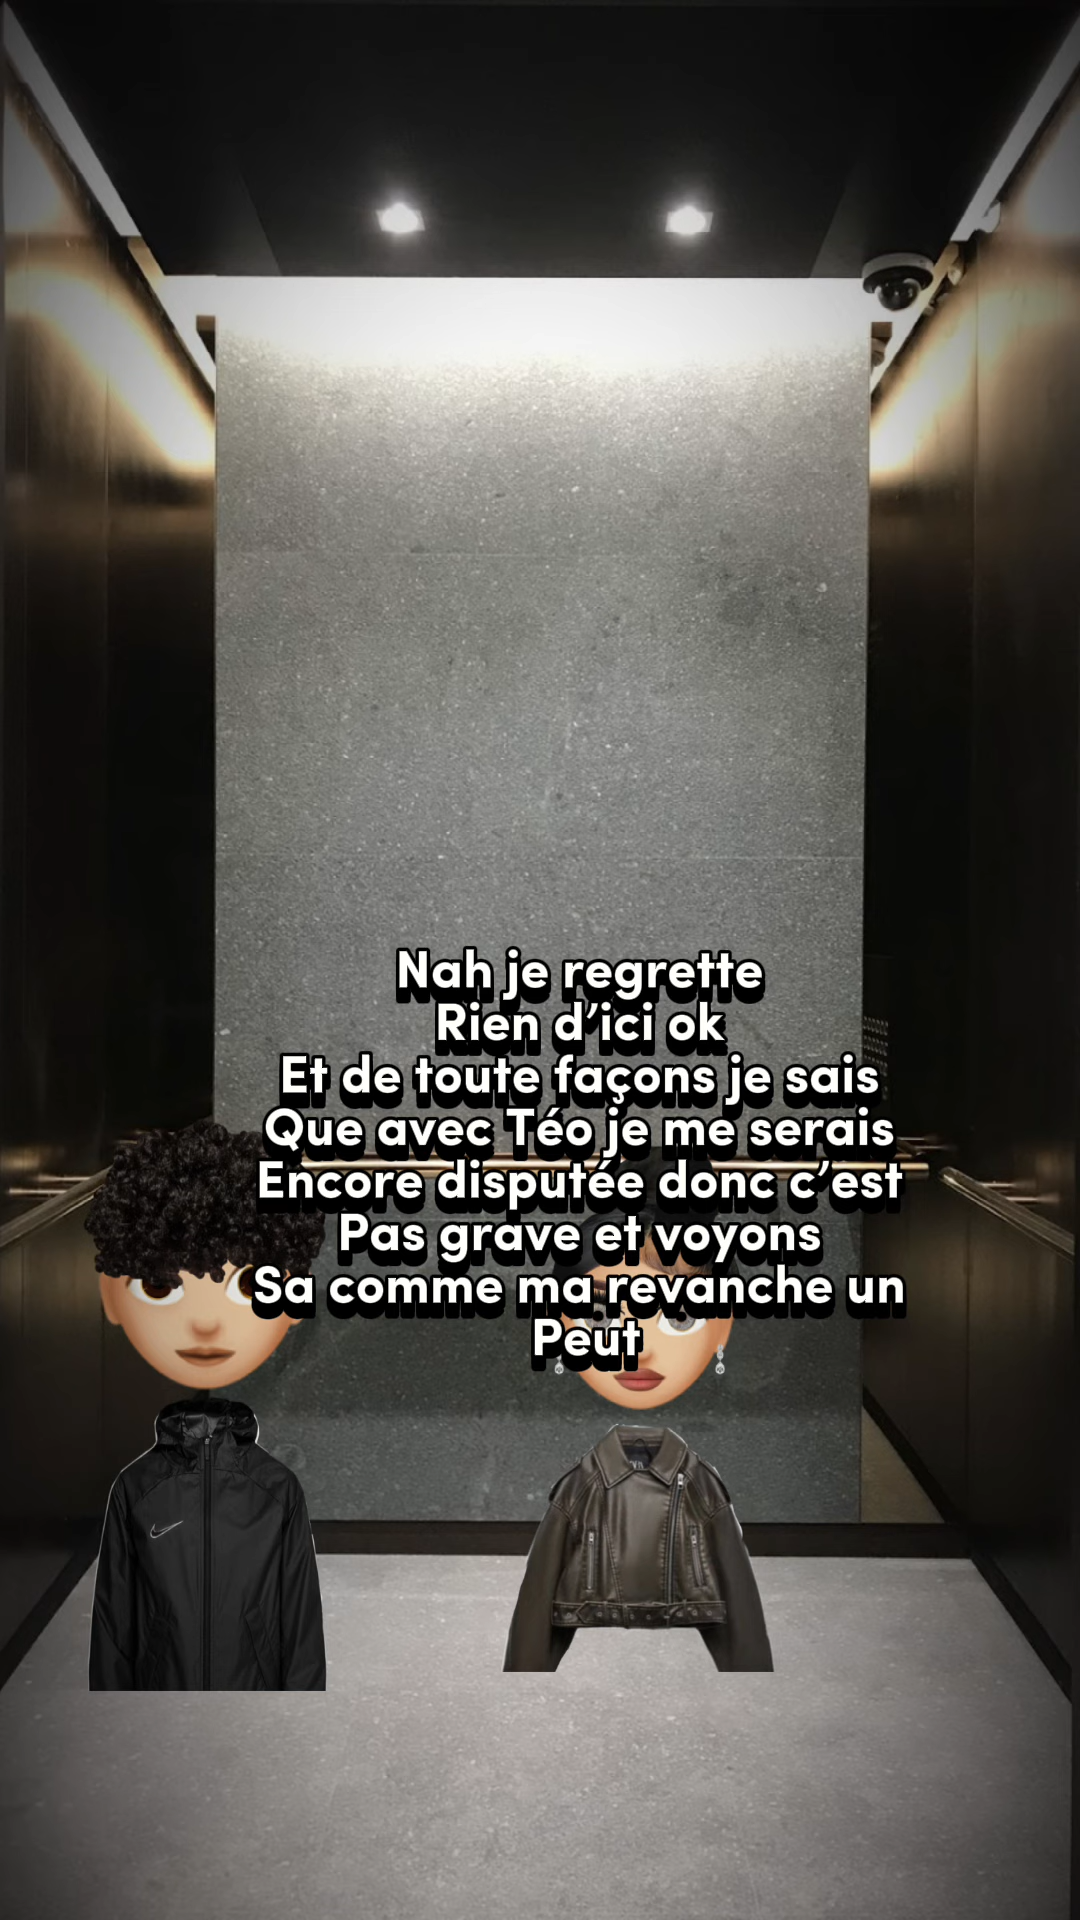 Nah je regrette
Rien d’ici ok
Et de toute façons je sais
Que avec Téo je me serais
Encore disputée donc c’est
Pas grave et voyons
Sa comme ma revanche un
Peut